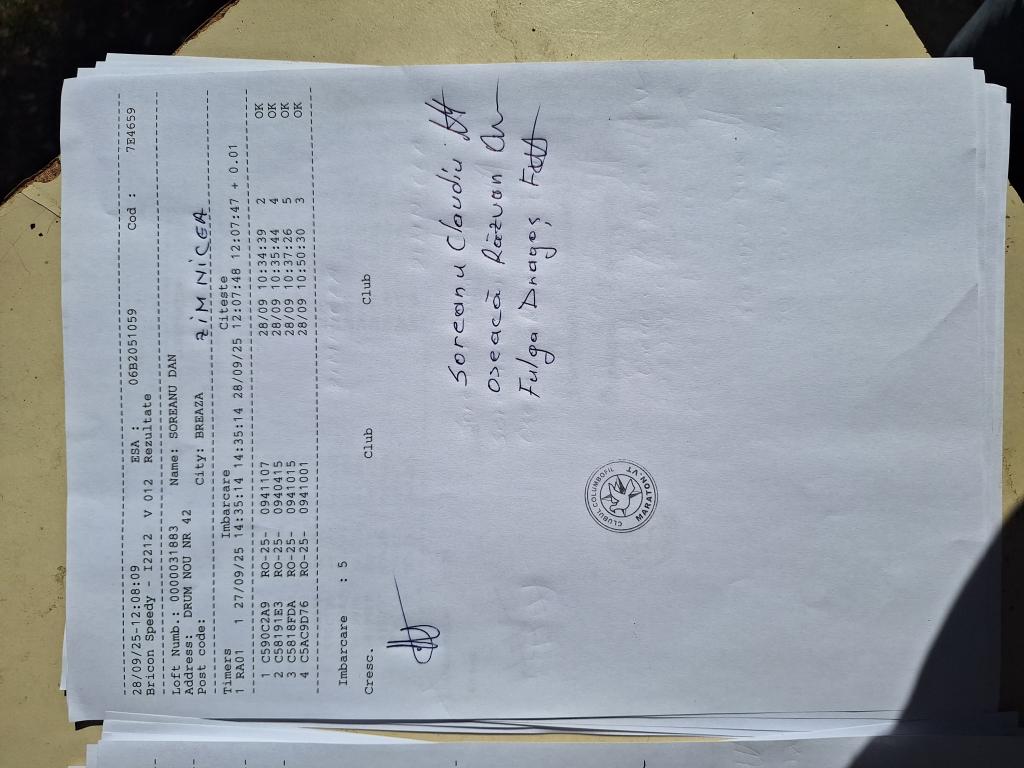 28/09/25-12:08:09 ESA : 06B2051059 Cod : 7E4659
Bricon Speedy - I2212 V 012 Rezultate
Loft Numb.: 0000031883 Name: SOREANU DAN
Address: DRUM NOU NR 42
Post code: City: BREAZA ZIMNICEA
Timers Imbarcare Citeste
1 RA01 1 27/09/25 14:35:14 14:35:14 28/09/25 12:07:48 12:07:47 + 0.01
1 C590C2A9 RO-25- 0941107 28/09 10:34:39 2 OK
2 C58191E3 RO-25- 0940415 28/09 10:35:44 4 OK
3 C5818FDA RO-25- 0941015 28/09 10:37:26 5 OK
4 C5AC9D76 RO-25- 0941001 28/09 10:50:30 3 OK
Imbarcare : 5
Cresc. Club Club
Soreanu Claudiu
Oseacă Răzvan
Fulga Dragoș
CLUBUL COLUMBOFIL
MARATON.VT